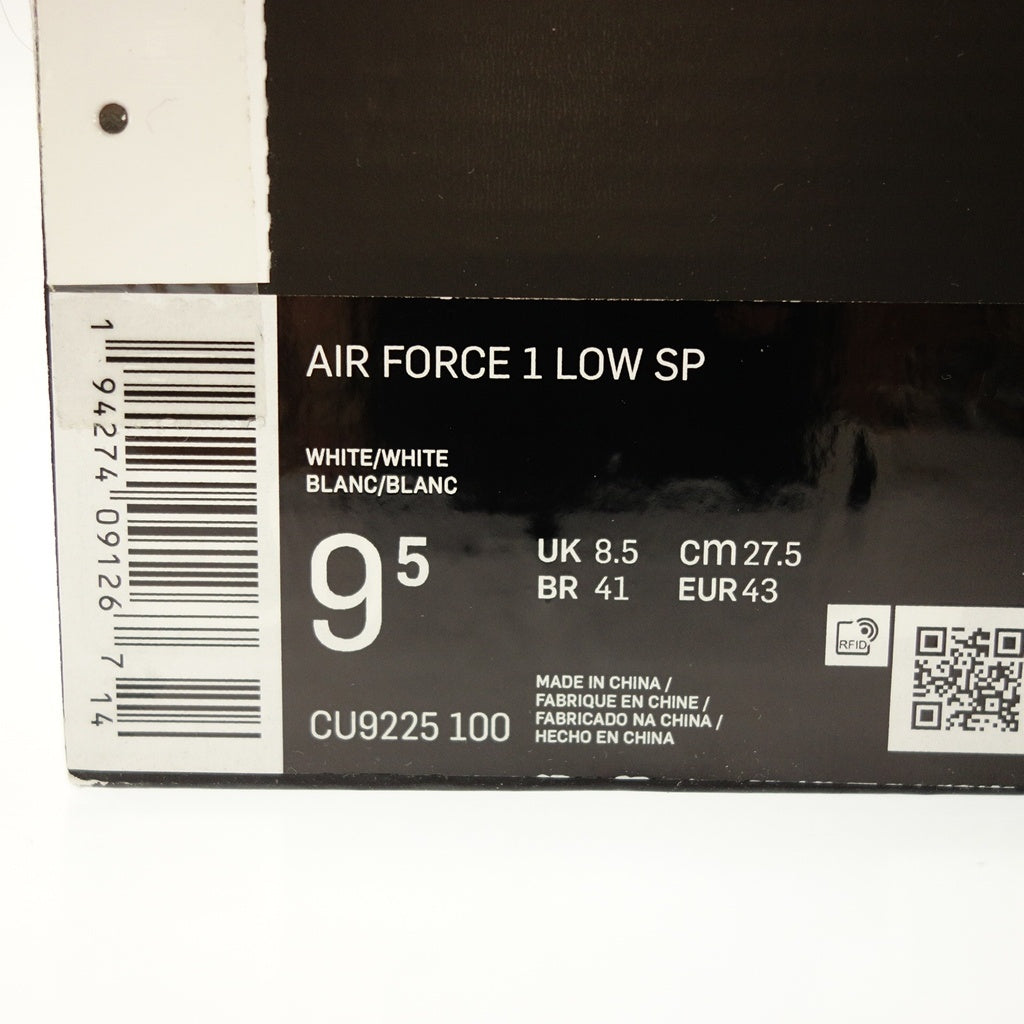 AIR FORCE 1 LOW SP
WHITE/WHITE
BLANC/BLANC
9⁵
UK 8.5 cm 27.5
BR 41 EUR 43
CU9225 100
MADE IN CHINA /
FABRIQUE EN CHINE /
FABRICADO NA CHINA /
HECHO EN CHINA
RFID
1 94274 09126 7 14